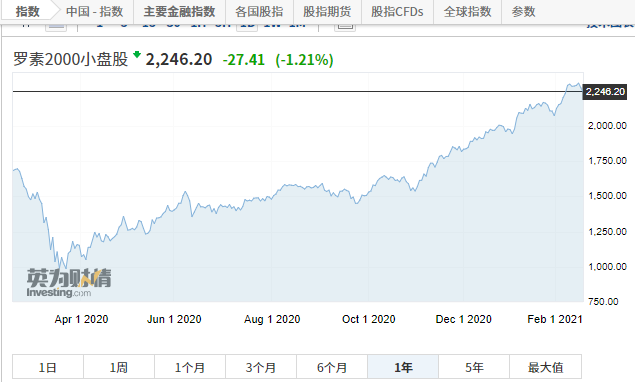 指数 中国 - 指数 主要金融指数 各国股指 股指期货 股指CFDs 全球指数 参数
罗素2000小盘股 2,246.20 -27.41 (-1.21%)
2,246.20
2,000.00
1,750.00
1,500.00
1,250.00
1,000.00
750.00
英为财情
Investing.com
Apr 1 2020 Jun 1 2020 Aug 1 2020 Oct 1 2020 Dec 1 2020 Feb 1 2021
1日 1周 1个月 3个月 6个月 1年 5年 最大值